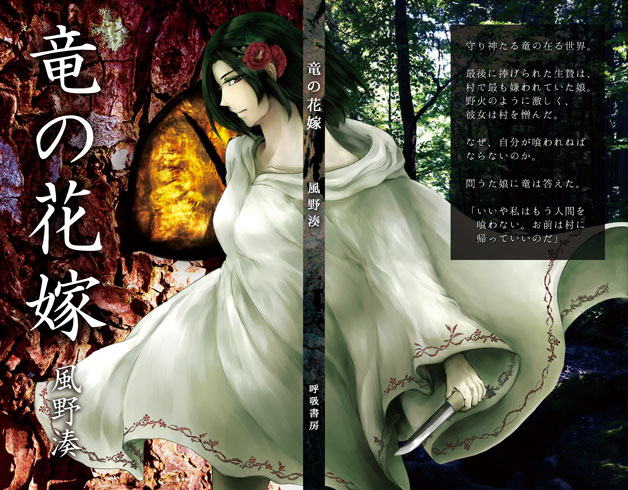 竜の花嫁
風野湊
竜の花嫁
風野湊
呼吸書房
守り神たる竜の在る世界。
最後に捧げられた生贄は、
村で最も嫌われていた娘。
野火のように激しく、
彼女は村を憎んだ。
なぜ、自分が喰われねば
ならないのか。
問うた娘に竜は答えた。
「いいや私はもう人間を
喰わない。お前は村に
帰っていいのだ」